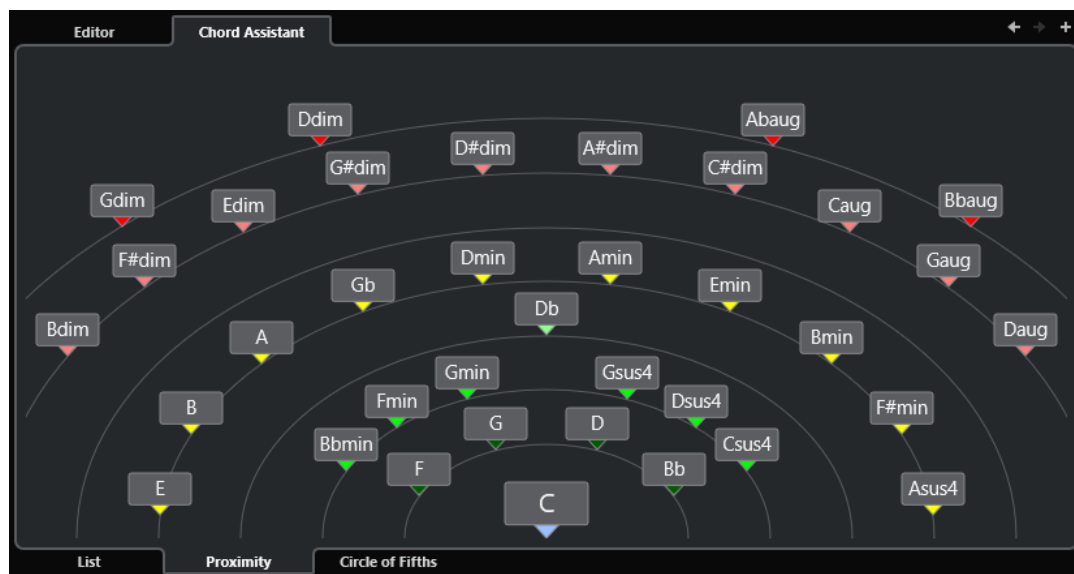 Editor
Chord Assistant
Ddim
Abaug
D#dim
A#dim
G#dim
C#dim
Gdim
Edim
Caug
Bbaug
F#dim
Dmin
Amin
Gaug
Gb
Emin
Bdim
A
Db
Bmin
Daug
Gmin
Gsus4
B
Fmin
Dsus4
F#min
G
D
Bbmin
Csus4
F
Bb
E
C
Asus4
List
Proximity
Circle of Fifths